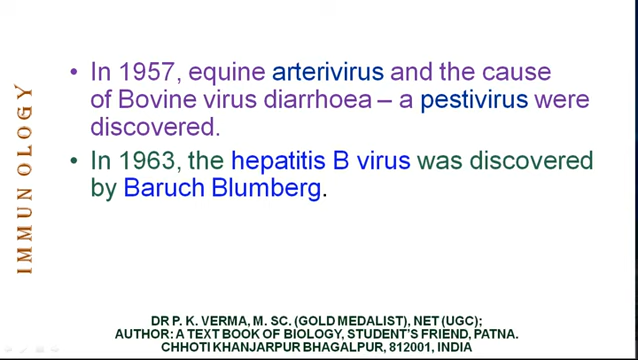 • In 1957, equine arterivirus and the cause
of Bovine virus diarrhoea – a pestivirus were
discovered.
• In 1963, the hepatitis B virus was discovered
by Baruch Blumberg.
IMMUNOLOGY
DR P. K. VERMA, M. SC. (GOLD MEDALIST), NET (UGC);
AUTHOR: A TEXT BOOK OF BIOLOGY, STUDENT'S FRIEND, PATNA.
CHHOTI KHANJARPUR BHAGALPUR, 812001, INDIA